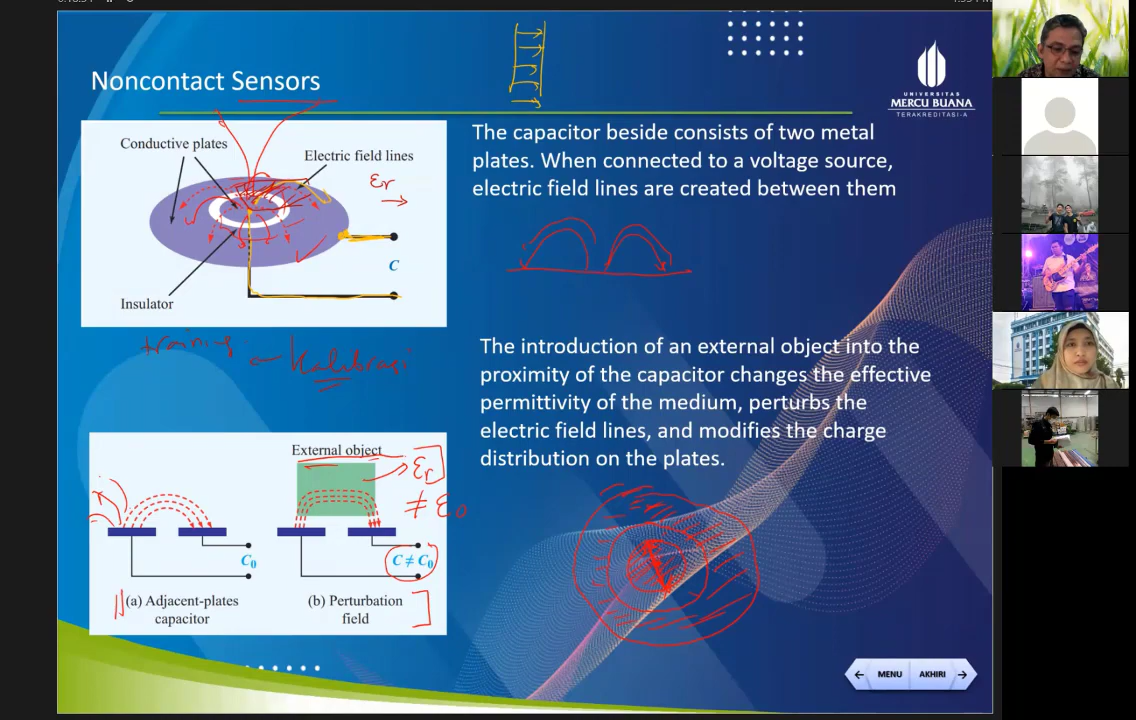 Noncontact Sensors
UNIVERSITAS
MERCU BUANA
TERAKREDITASI-A
Conductive plates
Electric field lines
εr
C
Insulator
The capacitor beside consists of two metal
plates. When connected to a voltage source,
electric field lines are created between them
training ← Kalibrasi
The introduction of an external object into the
proximity of the capacitor changes the effective
permittivity of the medium, perturbs the
electric field lines, and modifies the charge
distribution on the plates.
External object
εr
≠ ε0
C0
C ≠ C0
(a) Adjacent-plates
capacitor
(b) Perturbation
field
MENU
AKHIRI